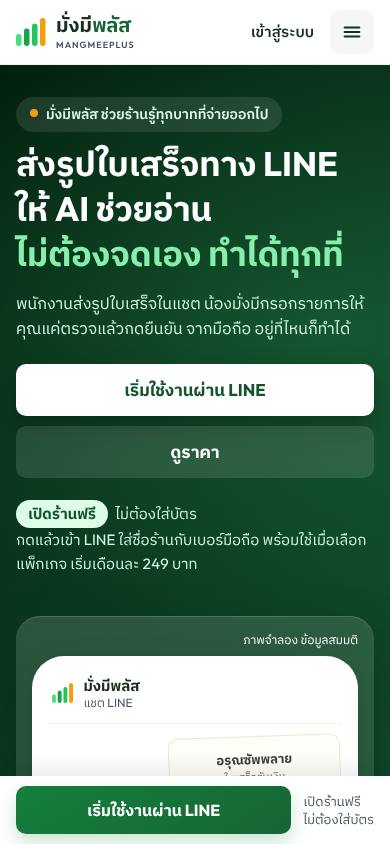 มั่งมีพลัส
MANGMEEPLUS
เข้าสู่ระบบ
มั่งมีพลัส ช่วยร้านรู้ทุกบาทที่จ่ายออกไป
ส่งรูปใบเสร็จทาง LINE
ให้ AI ช่วยอ่าน
ไม่ต้องจดเอง ทำได้ทุกที่
พนักงานส่งรูปใบเสร็จในแชต น้องมั่งมีกรอกรายการให้
คุณแค่ตรวจแล้วกดยืนยัน จากมือถือ อยู่ที่ไหนก็ทำได้
เริ่มใช้งานผ่าน LINE
ดูราคา
เปิดร้านฟรี ไม่ต้องใส่บัตร
กดแล้วเข้า LINE ใส่ชื่อร้านกับเบอร์มือถือ พร้อมใช้เมื่อเลือก
แพ็กเกจ เริ่มเดือนละ 249 บาท
ภาพจำลอง ข้อมูลสมมติ
มั่งมีพลัส
แชต LINE
อรุณซัพพลาย
เริ่มใช้งานผ่าน LINE
เปิดร้านฟรี
ไม่ต้องใส่บัตร